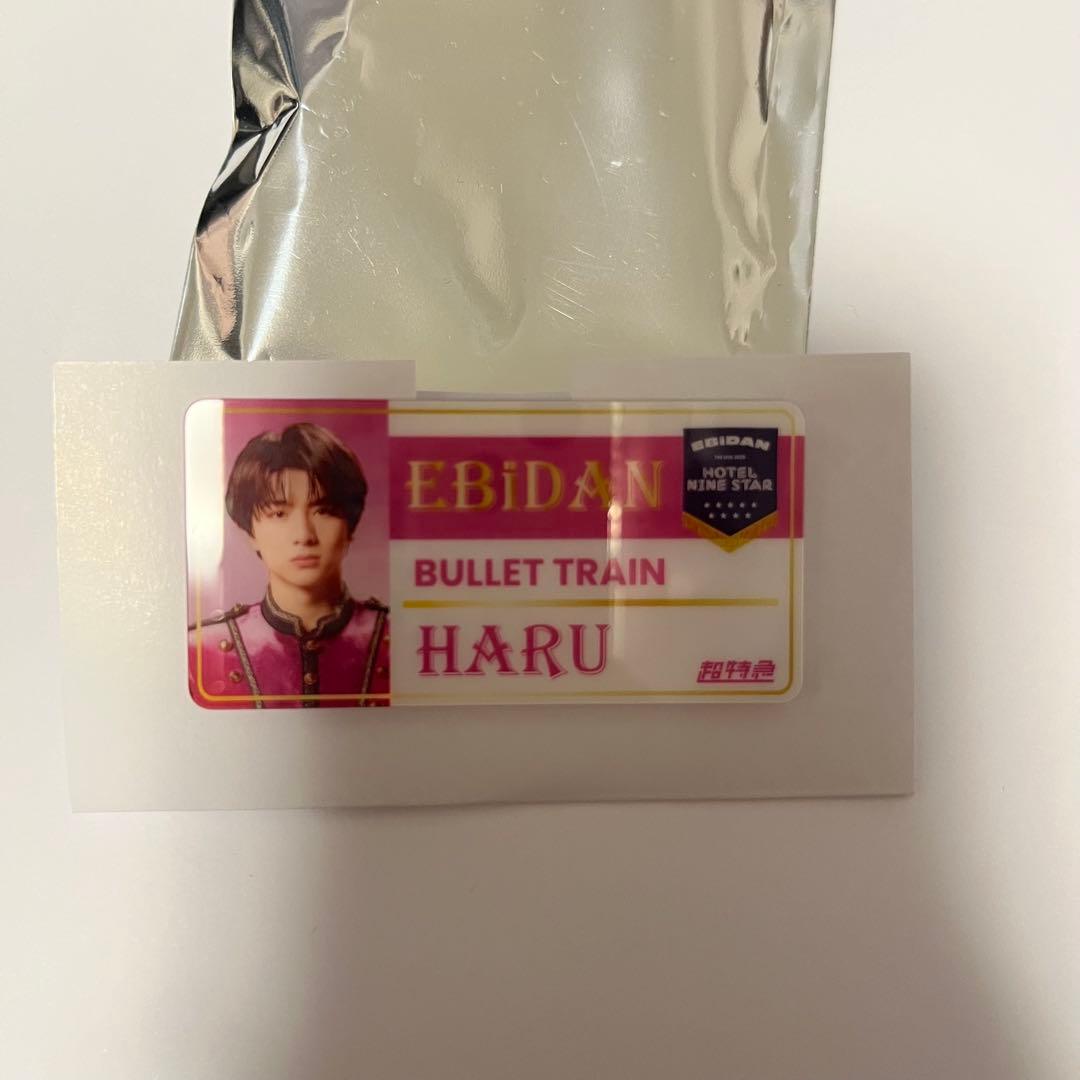 EBiDAN
BULLET TRAIN
HARU
EBiDAN
HOTEL
NINE STAR
超特急